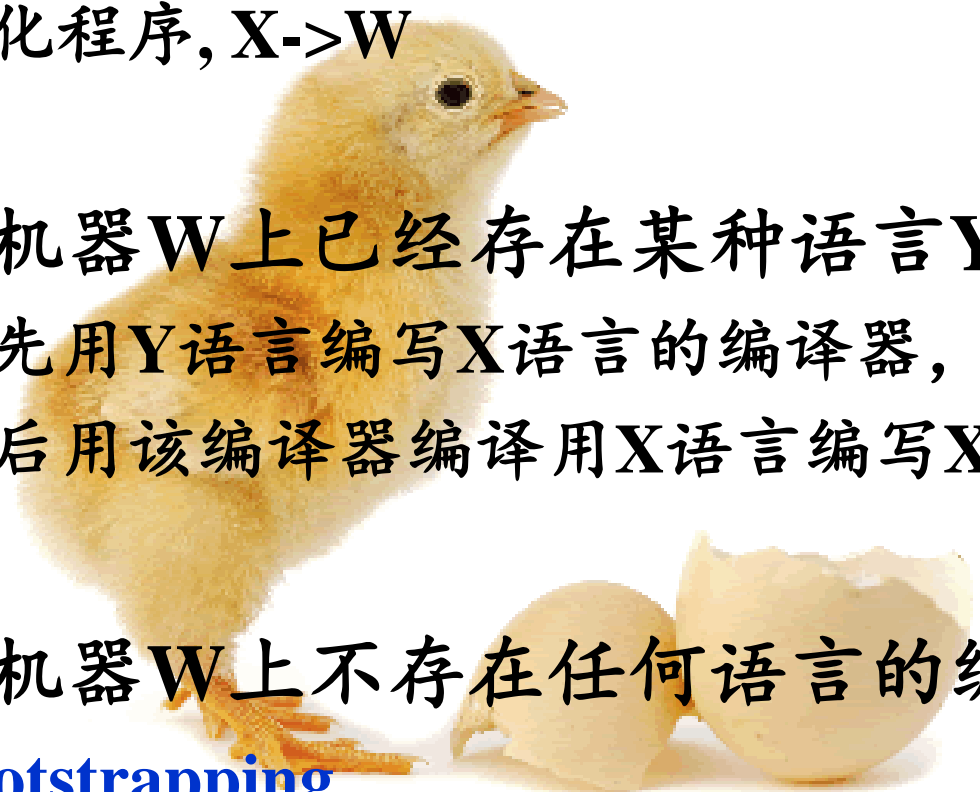 化程序, X->W
机器W上已经存在某种语言Y
先用Y语言编写X语言的编译器，
后用该编译器编译用X语言编写X
机器W上不存在任何语言的编
otstrapping